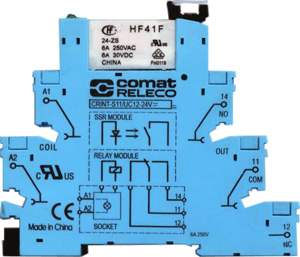 HF41F
24-ZS
6A 250VAC
6A 30VDC
CHINA
comat
RELECO
CRINT-S11/UC12-24V
A1
14
NO
SSR MODULE
COIL
OUT
A2
11
COM
RELAY MODULE
A1
14
A2
11
12
SOCKET
6A 250V
Made in China
12
NC